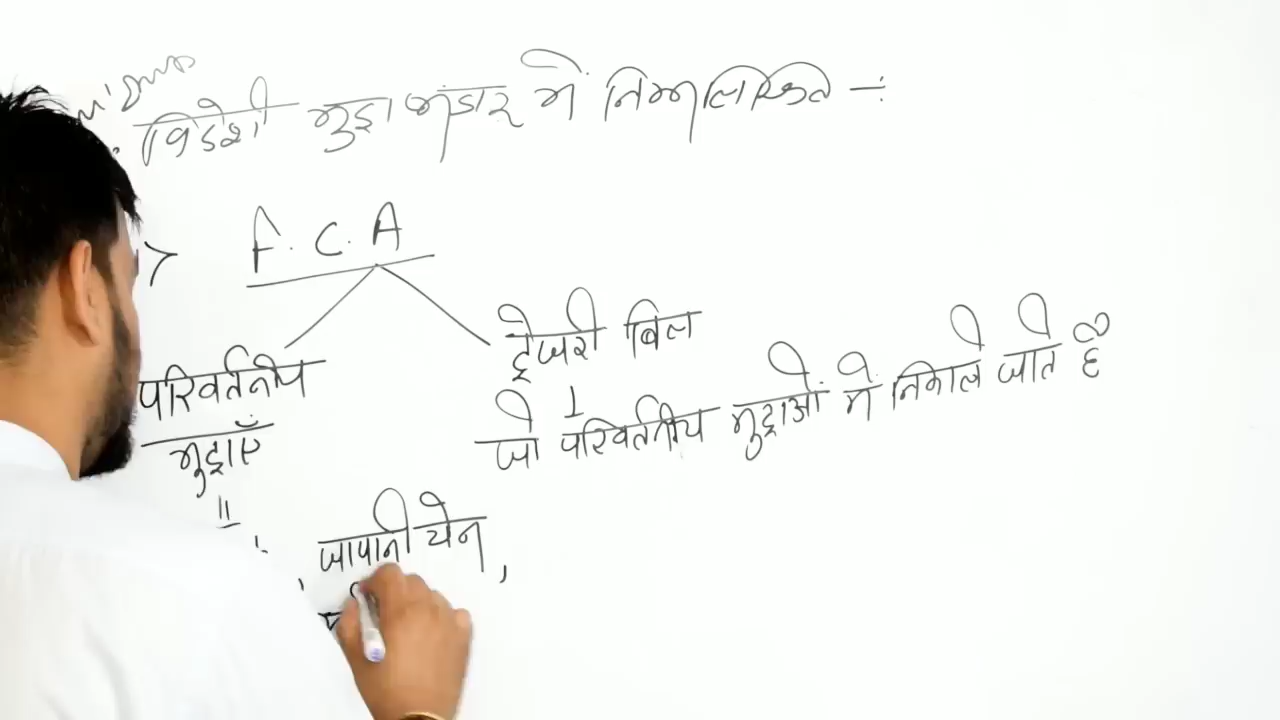 विदेशी मुद्रा भंडार में निम्नलिखित -:
F. C. A
परिवर्तनीय
मुद्राएँ
ट्रेजरी बिल
जो परिवर्तनीय मुद्राओं में निकाले जाते हैं
जापानी येन,